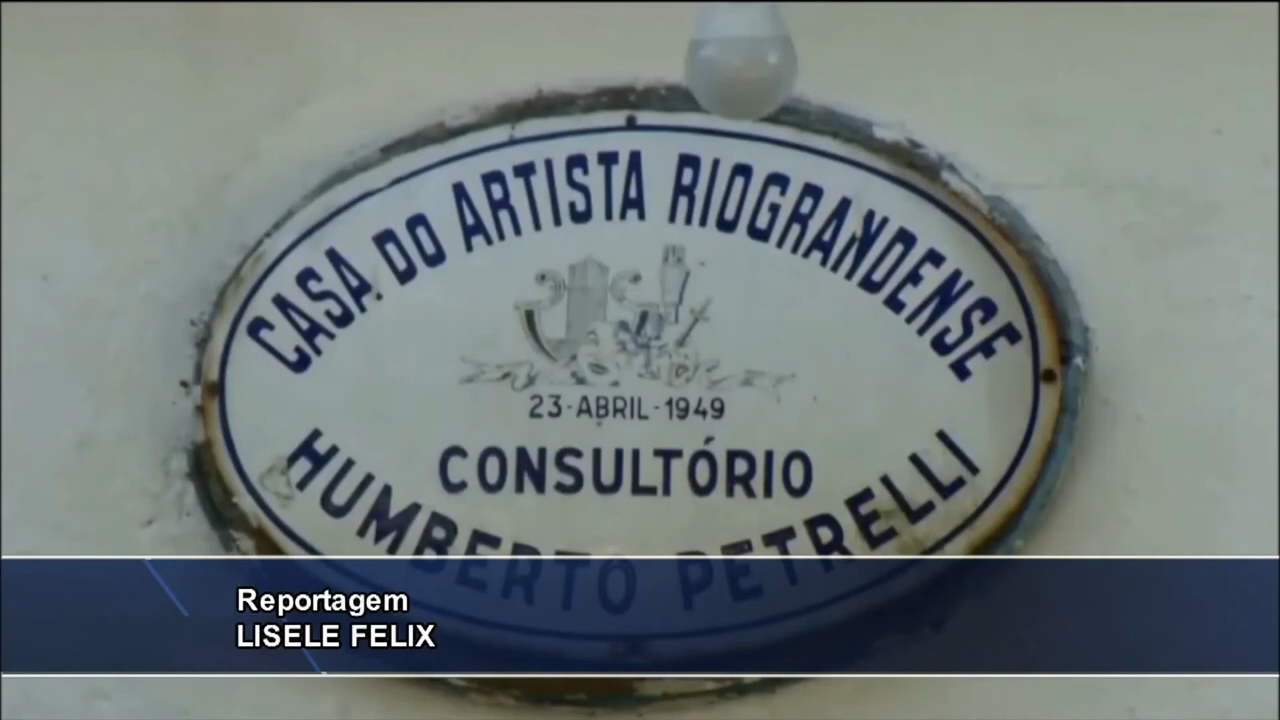 CASA DO ARTISTA RIOGRANDENSE
23-ABRIL-1949
CONSULTÓRIO
HUMBERTO PETRELLI
Reportagem
LISELE FELIX